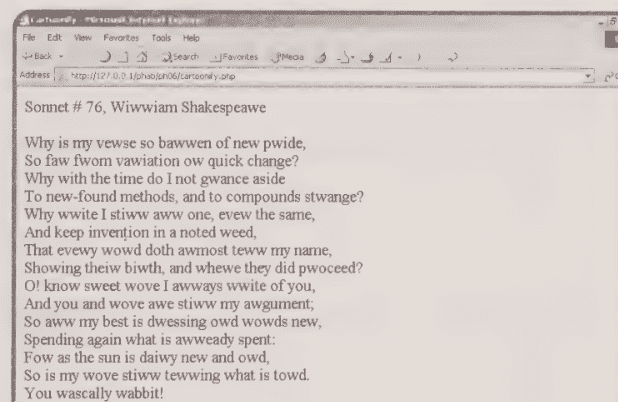 Cartoonify - Microsoft Internet Explorer
File Edit View Favorites Tools Help
Back Search Favorites Media
Address http://127.0.0.1/phab/ph06/cartoonify.php
Sonnet # 76, Wiwwiam Shakespeawe
Why is my vewse so bawwen of new pwide,
So faw fwom vawiation ow quick change?
Why with the time do I not gwance aside
To new-found methods, and to compounds stwange?
Why wwite I stiww aww one, evew the same,
And keep invention in a noted weed,
That evewy wowd doth awmost teww my name,
Showing theiw biwth, and whewe they did pwoceed?
O! know sweet wove I awways wwite of you,
And you and wove awe stiww my awgument;
So aww my best is dwessing owd wowds new,
Spending again what is awweady spent:
Fow as the sun is daiwy new and owd,
So is my wove stiww tewwing what is towd.
You wascally wabbit!